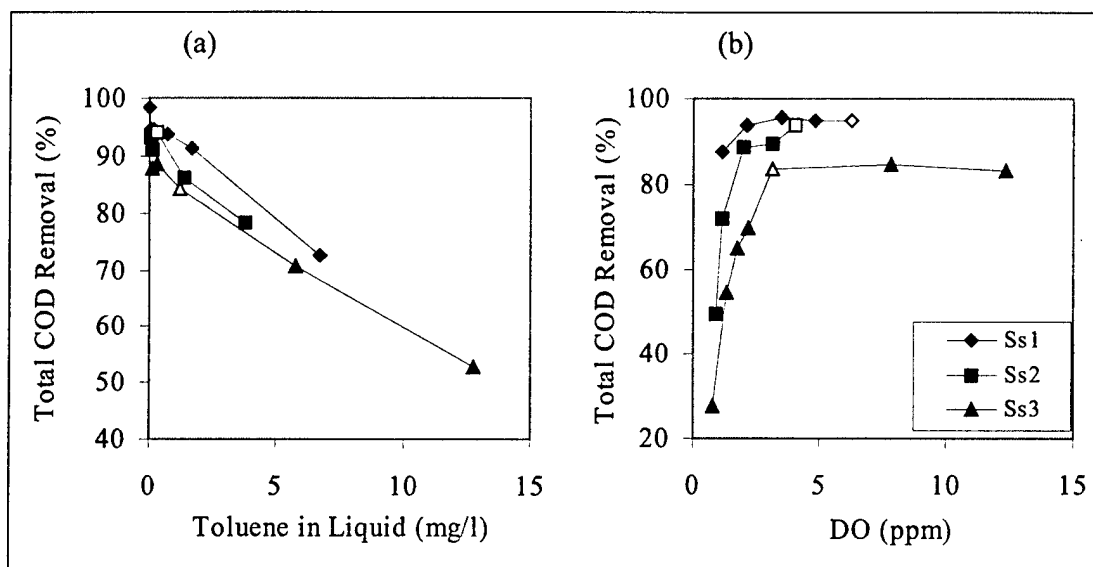 (a)
(b)
Total COD Removal (%)
100
90
80
70
60
50
40
0
5
10
15
Toluene in Liquid (mg/l)
Total COD Removal (%)
100
80
60
40
20
0
5
10
15
DO (ppm)
Ss1
Ss2
Ss3